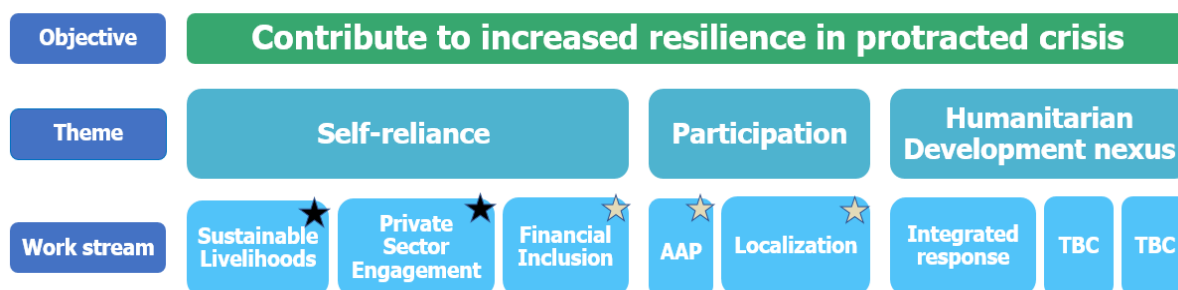 Objective
Contribute to increased resilience in protracted crisis
Theme
Self-reliance
Participation
Humanitarian
Development nexus
Work stream
Sustainable
Livelihoods
Private
Sector
Engagement
Financial
Inclusion
AAP
Localization
Integrated
response
TBC
TBC